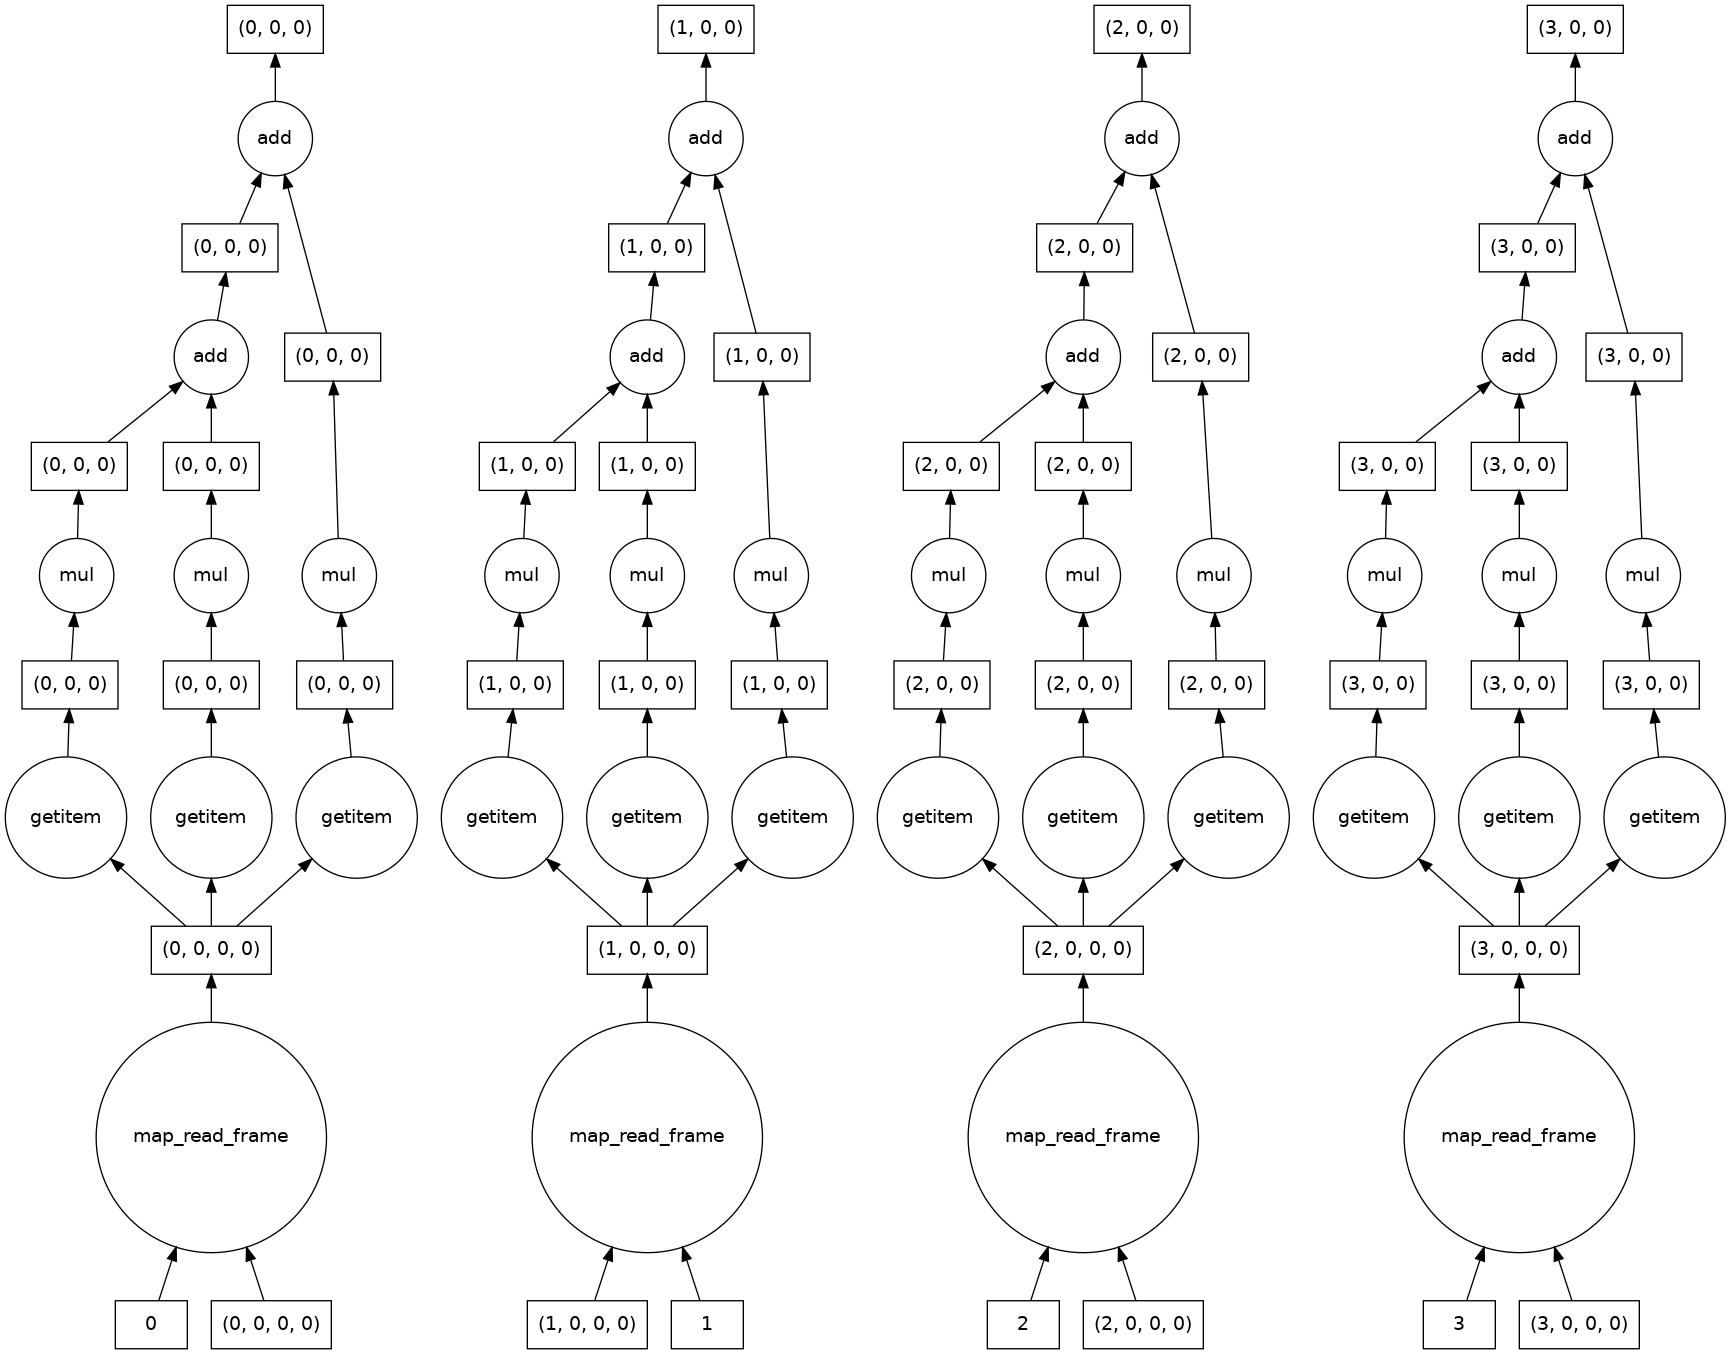 (0, 0, 0) (1, 0, 0) (2, 0, 0) (3, 0, 0)
add add add add
(0, 0, 0) (1, 0, 0) (2, 0, 0) (3, 0, 0)
add (0, 0, 0) add (1, 0, 0) add (2, 0, 0) add (3, 0, 0)
(0, 0, 0) (0, 0, 0) (1, 0, 0) (1, 0, 0) (2, 0, 0) (2, 0, 0) (3, 0, 0) (3, 0, 0)
mul mul mul mul mul mul mul mul mul mul mul mul
(0, 0, 0) (0, 0, 0) (0, 0, 0) (1, 0, 0) (1, 0, 0) (1, 0, 0) (2, 0, 0) (2, 0, 0) (2, 0, 0) (3, 0, 0) (3, 0, 0) (3, 0, 0)
getitem getitem getitem getitem getitem getitem getitem getitem getitem getitem getitem getitem
(0, 0, 0, 0) (1, 0, 0, 0) (2, 0, 0, 0) (3, 0, 0, 0)
map_read_frame map_read_frame map_read_frame map_read_frame
0 (0, 0, 0, 0) (1, 0, 0, 0) 1 2 (2, 0, 0, 0) 3 (3, 0, 0, 0)